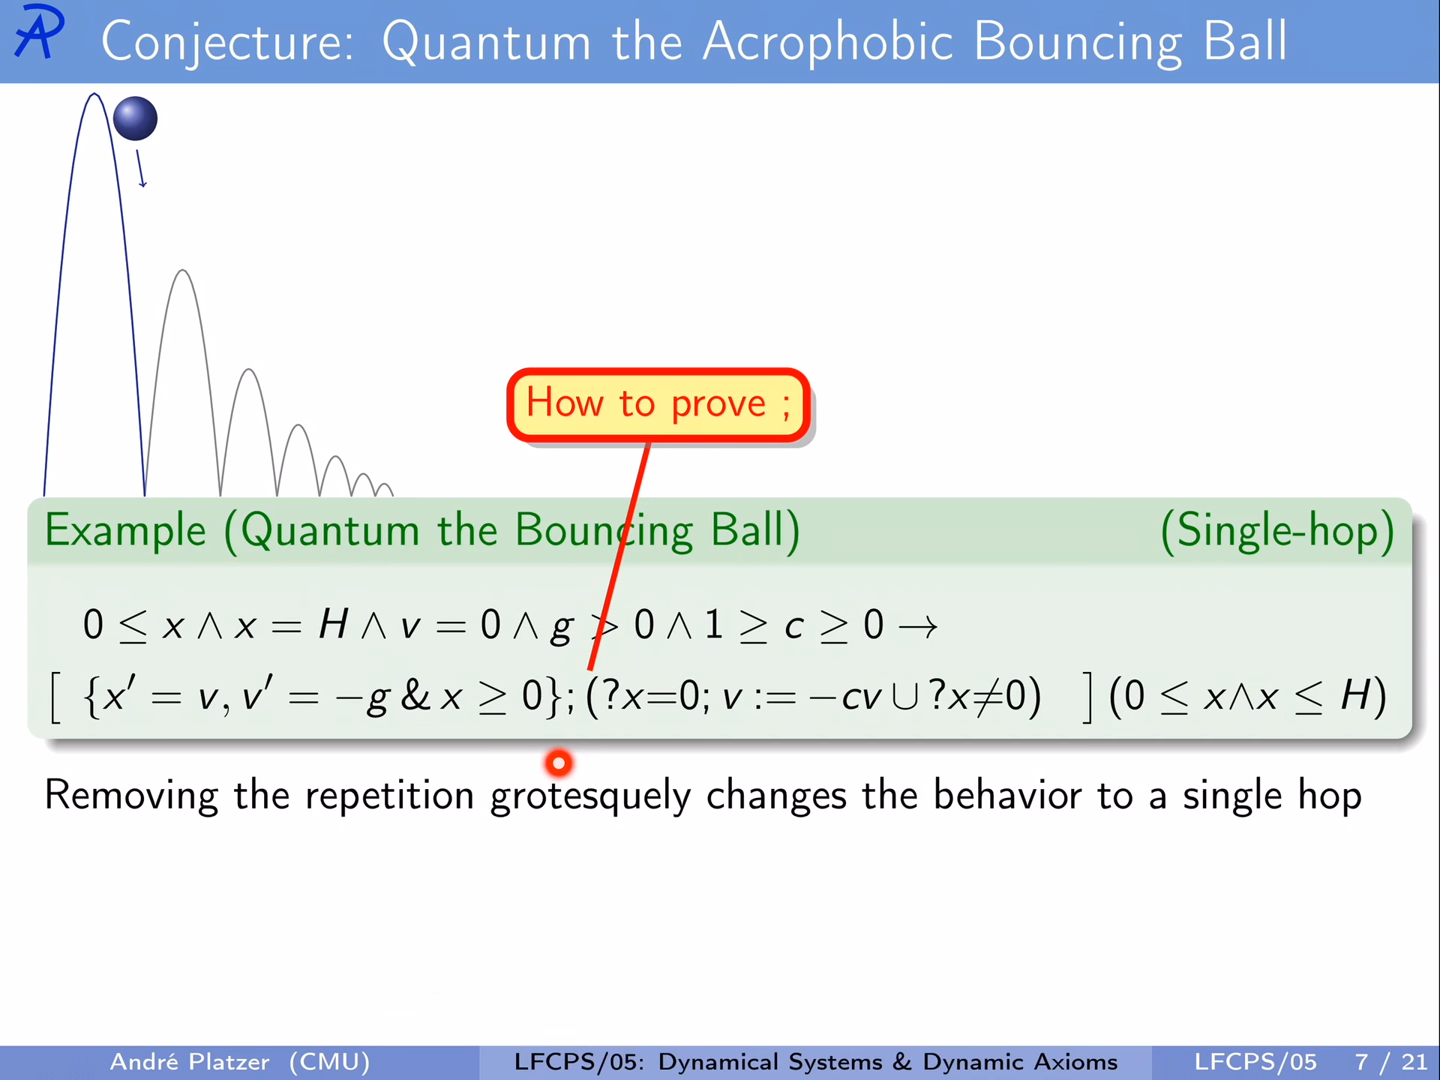 Conjecture: Quantum the Acrophobic Bouncing Ball
How to prove ;
Example (Quantum the Bouncing Ball) (Single-hop)
0 ≤ x ∧ x = H ∧ v = 0 ∧ g > 0 ∧ 1 ≥ c ≥ 0 →
[ {x′ = v, v′ = −g & x ≥ 0}; (?x=0; v := −cv ∪ ?x≠0) ] (0 ≤ x∧x ≤ H)
Removing the repetition grotesquely changes the behavior to a single hop
André Platzer (CMU) LFCPS/05: Dynamical Systems & Dynamic Axioms LFCPS/05 7 / 21